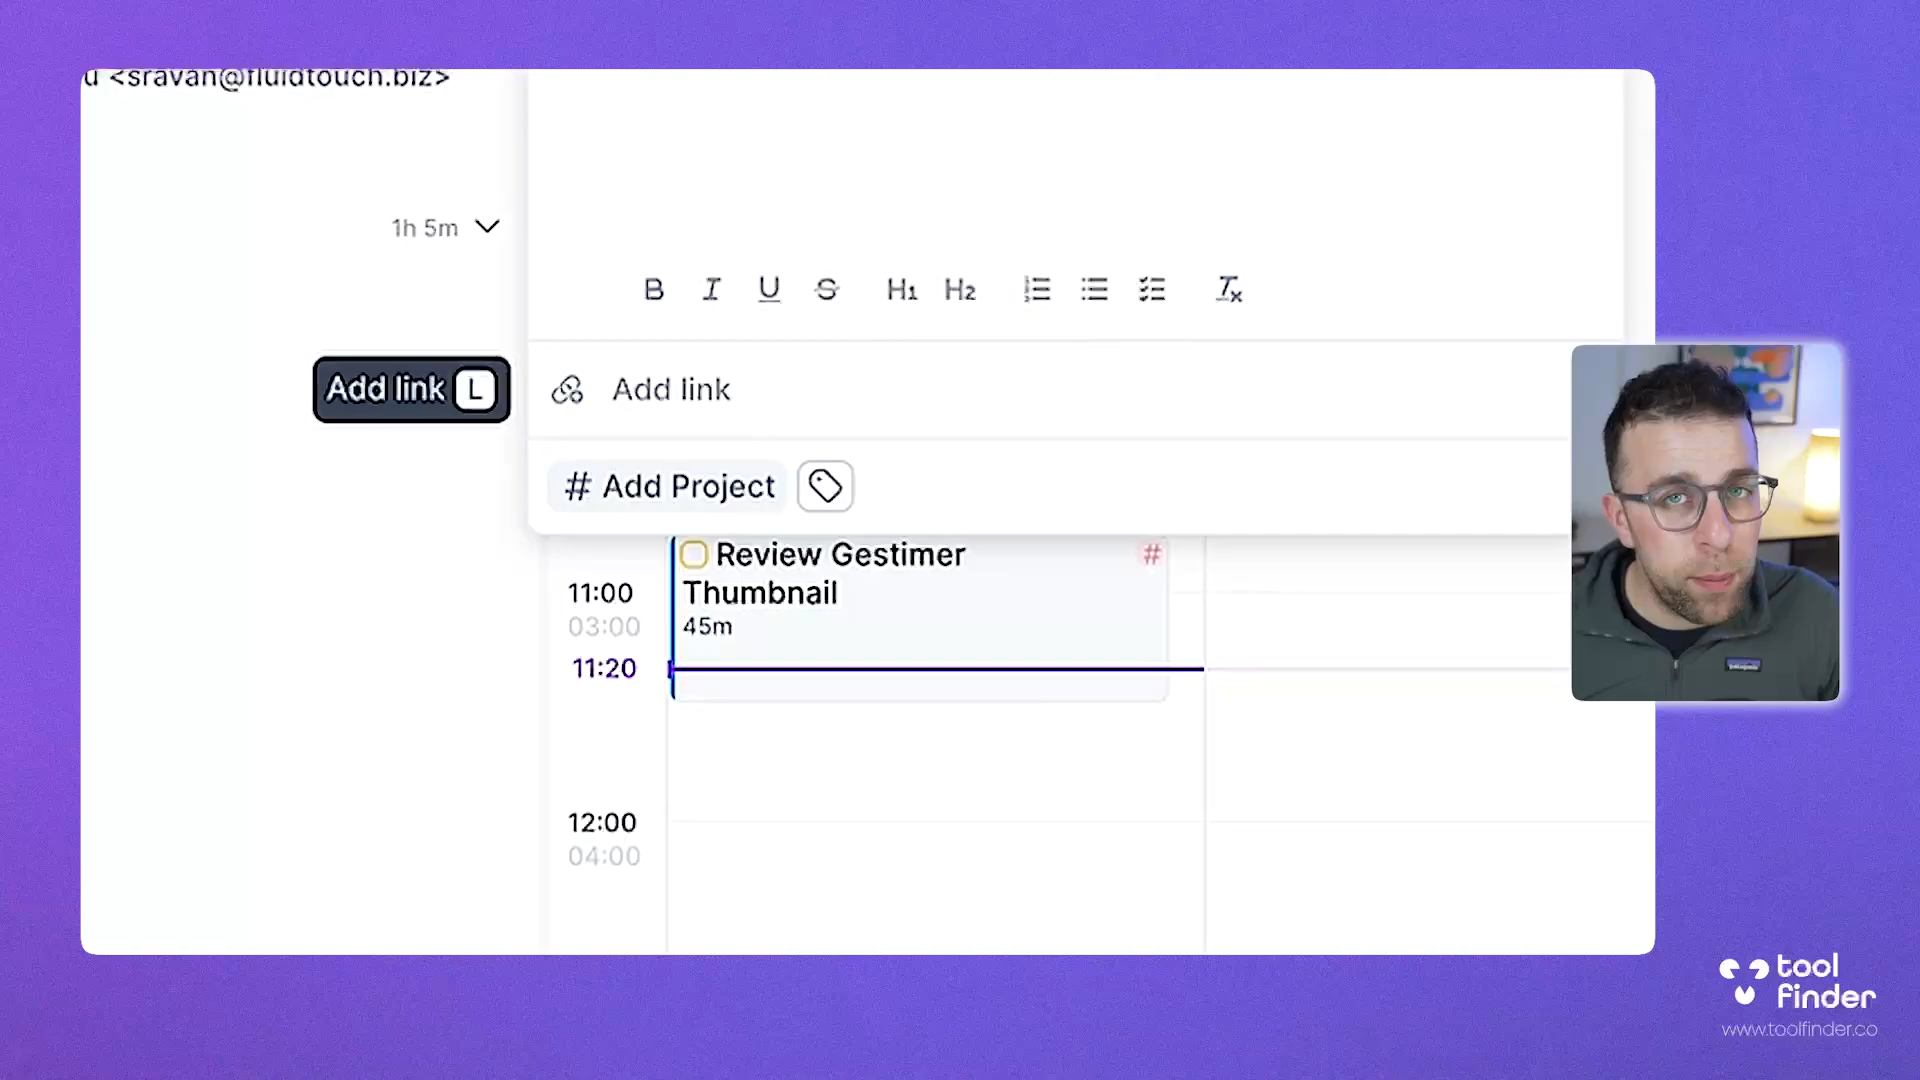 u <sravan@fluidtouch.biz>
1h 5m
B I U S H1 H2
Add link L
Add link
# Add Project
Review Gestimer #
Thumbnail
45m
11:00
03:00
11:20
12:00
04:00
patagonia
tool
finder
www.toolfinder.co